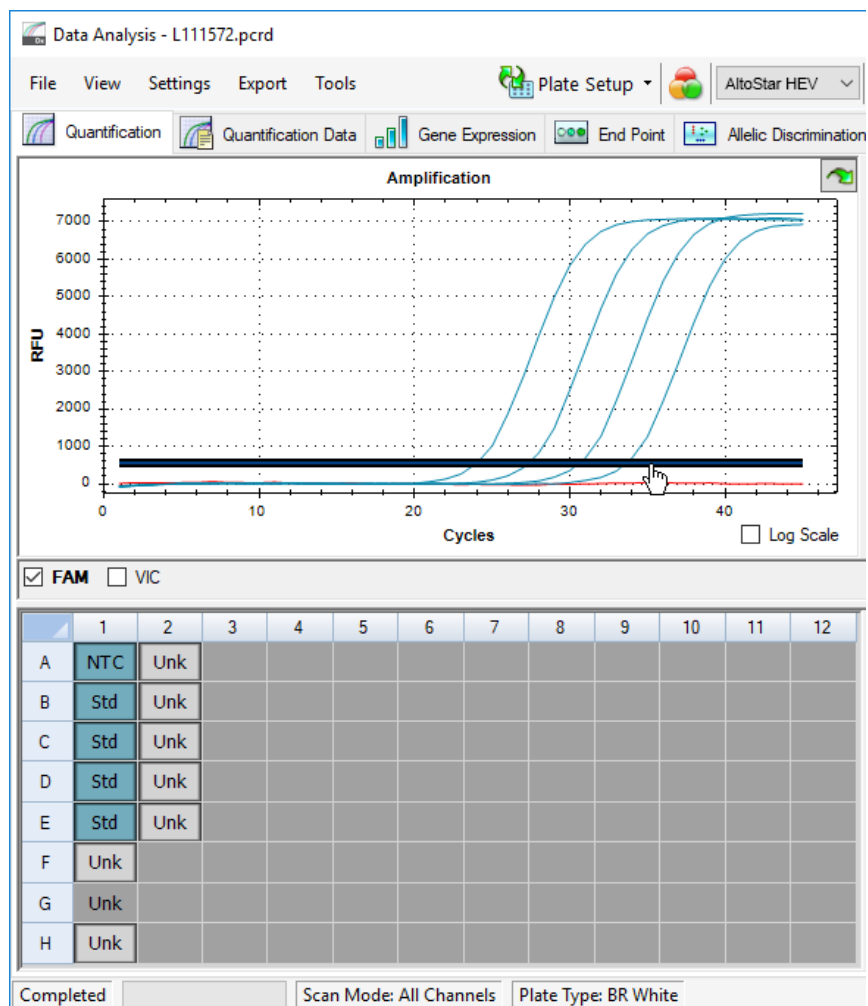 Data Analysis - L111572.pcrd
File View Settings Export Tools Plate Setup AltoStar HEV
Quantification Quantification Data Gene Expression End Point Allelic Discrimination
Amplification
7000
6000
5000
4000
3000
2000
1000
0
RFU
0 10 20 30 40
Cycles
Log Scale
FAM VIC
1 2 3 4 5 6 7 8 9 10 11 12
A NTC Unk
B Std Unk
C Std Unk
D Std Unk
E Std Unk
F Unk
G Unk
H Unk
Completed Scan Mode: All Channels Plate Type: BR White